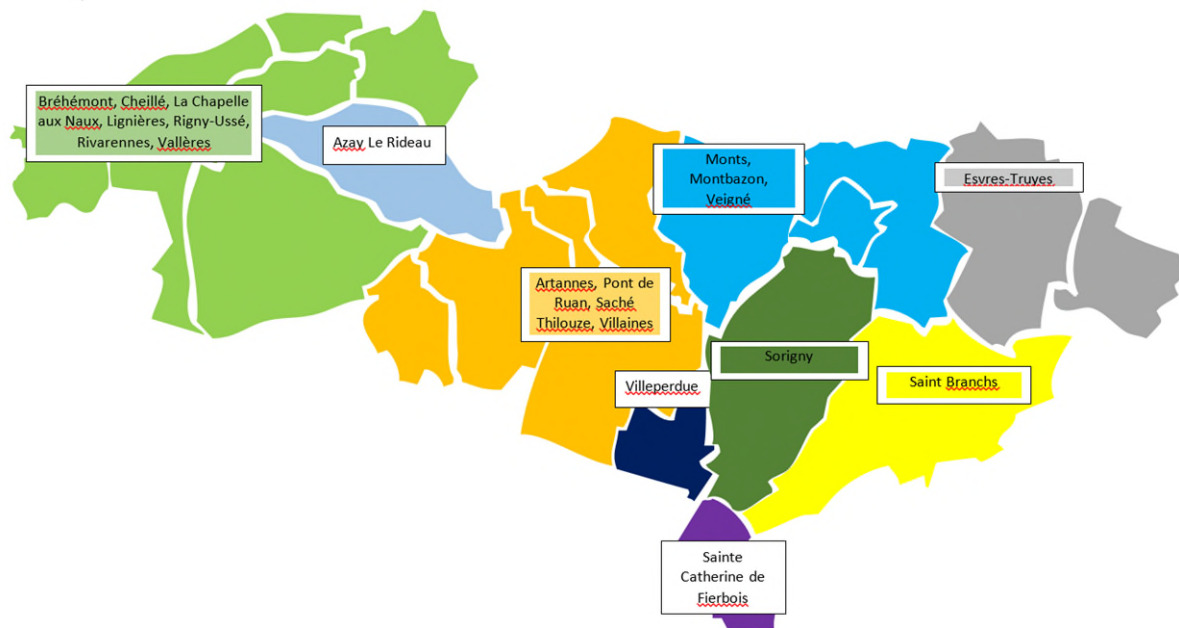 Bréhémont, Cheillé, La Chapelle
aux Naux, Lignières, Rigny-Ussé,
Rivarennes, Vallères
Azay Le Rideau
Monts,
Montbazon,
Veigné
Esvres-Truyes
Artannes, Pont de
Ruan, Saché
Thilouze, Villaines
Sorigny
Villeperdue
Saint Branchs
Sainte
Catherine de
Fierbois